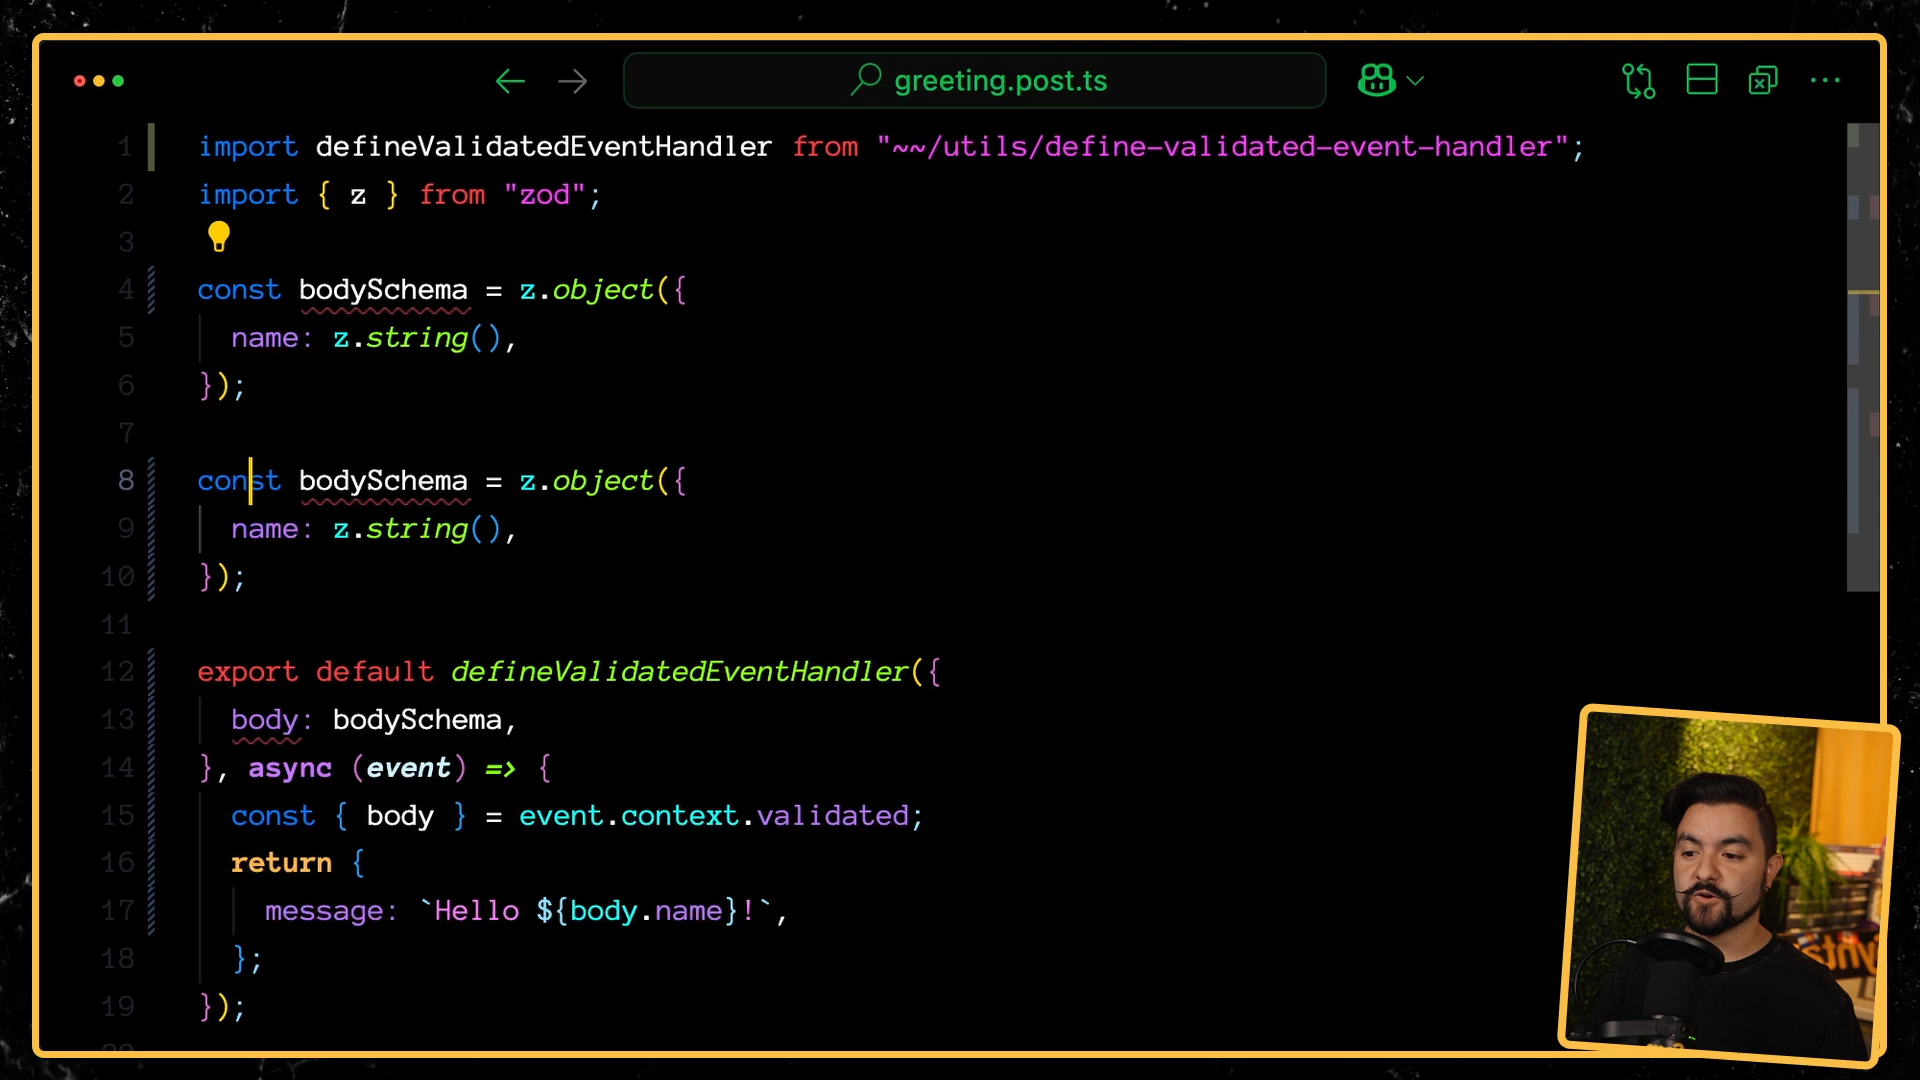 greeting.post.ts
1 import defineValidatedEventHandler from "~~/utils/define-validated-event-handler";
2 import { z } from "zod";
3
4 const bodySchema = z.object({
5 name: z.string(),
6 });
7
8 const bodySchema = z.object({
9 name: z.string(),
10 });
11
12 export default defineValidatedEventHandler({
13 body: bodySchema,
14 }, async (event) => {
15 const { body } = event.context.validated;
16 return {
17 message: `Hello ${body.name}!`,
18 };
19 });